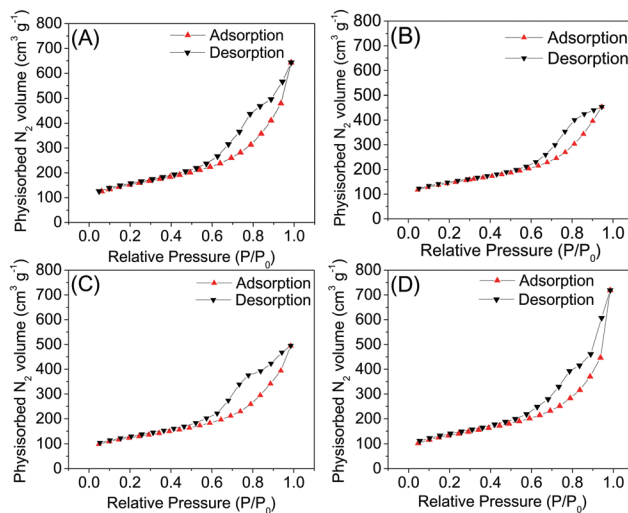 (A)
Adsorption
Desorption
Physisorbed N2 volume (cm3 g-1)
800
700
600
500
400
300
200
100
0
0.0 0.2 0.4 0.6 0.8 1.0
Relative Pressure (P/P0)
(B)
Adsorption
Desorption
Physisorbed N2 volume (cm3 g-1)
800
700
600
500
400
300
200
100
0
0.0 0.2 0.4 0.6 0.8 1.0
Relative Pressure (P/P0)
(C)
Adsorption
Desorption
Physisorbed N2 volume (cm3 g-1)
800
700
600
500
400
300
200
100
0
0.0 0.2 0.4 0.6 0.8 1.0
Relative Pressure (P/P0)
(D)
Adsorption
Desorption
Physisorbed N2 volume (cm3 g-1)
800
700
600
500
400
300
200
100
0
0.0 0.2 0.4 0.6 0.8 1.0
Relative Pressure (P/P0)